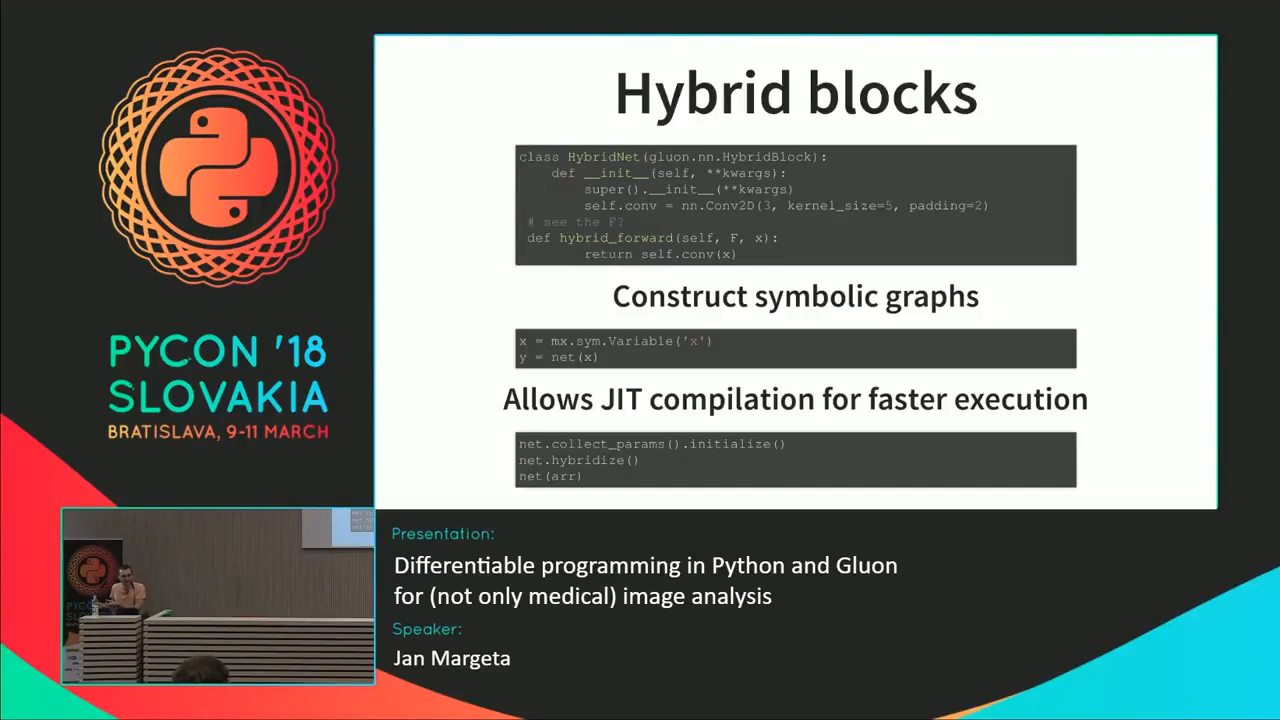 Hybrid blocks
class HybridNet(gluon.nn.HybridBlock):
    def __init__(self, **kwargs):
        super().__init__(**kwargs)
        self.conv = nn.Conv2D(3, kernel_size=5, padding=2)
 # see the F?
 def hybrid_forward(self, F, x):
        return self.conv(x)
Construct symbolic graphs
x = mx.sym.Variable('x')
y = net(x)
Allows JIT compilation for faster execution
net.collect_params().initialize()
net.hybridize()
net(arr)
PYCON '18
SLOVAKIA
BRATISLAVA, 9-11 MARCH
Presentation:
Differentiable programming in Python and Gluon
for (not only medical) image analysis
Speaker:
Jan Margeta